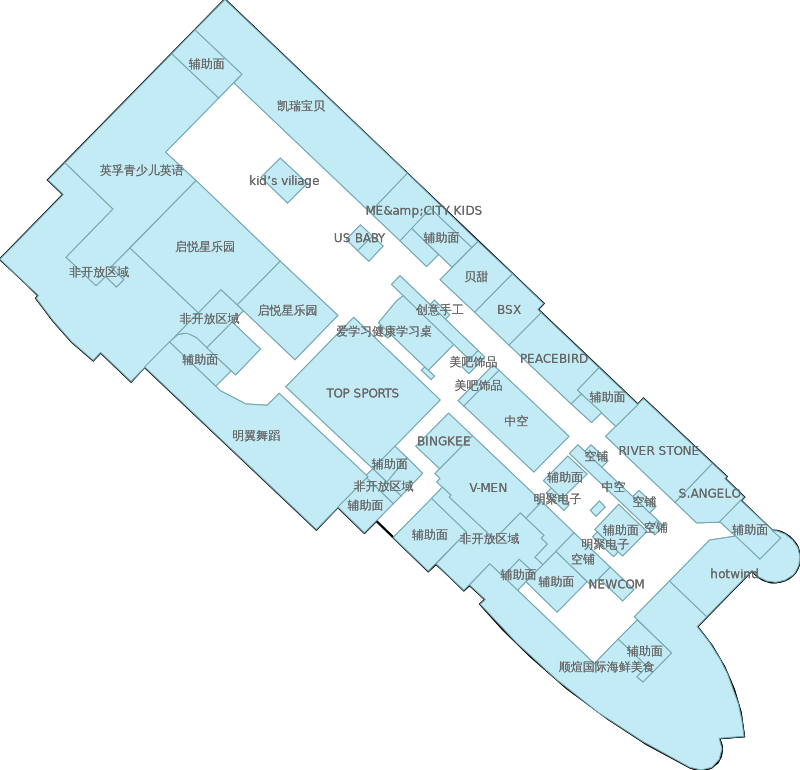 辅助面
凯瑞宝贝
英孚青少儿英语
kid’s viliage
ME&amp;CITY KIDS
US BABY
辅助面
启悦星乐园
非开放区域
贝甜
启悦星乐园
创意手工
BSX
非开放区域
爱学习健康学习桌
辅助面
美吧饰品
PEACEBIRD
美吧饰品
TOP SPORTS
辅助面
中空
明翼舞蹈
BINGKEE
RIVER STONE
空铺
辅助面
辅助面
非开放区域
V-MEN
中空
S.ANGELO
明聚电子
空铺
辅助面
空铺
辅助面
辅助面
辅助面
非开放区域
明聚电子
空铺
hotwind
辅助面
辅助面
NEWCOM
辅助面
顺煊国际海鲜美食